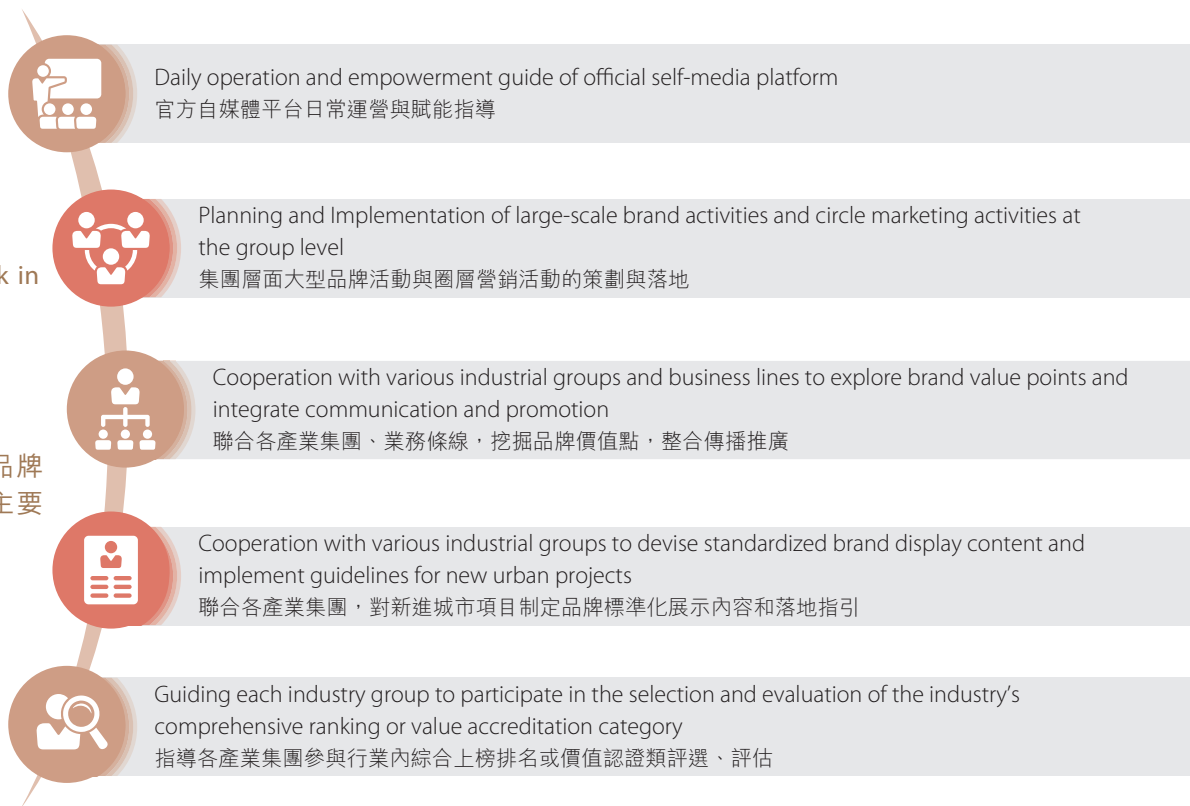 Daily operation and empowerment guide of official self-media platform
官方自媒體平台日常運營與賦能指導
Planning and Implementation of large-scale brand activities and circle marketing activities at
the group level
集團層面大型品牌活動與圈層營銷活動的策劃與落地
k in
Cooperation with various industrial groups and business lines to explore brand value points and
integrate communication and promotion
聯合各產業集團、業務條線，挖掘品牌價值點，整合傳播推廣
品牌
主要
Cooperation with various industrial groups to devise standardized brand display content and
implement guidelines for new urban projects
聯合各產業集團，對新進城市項目制定品牌標準化展示內容和落地指引
Guiding each industry group to participate in the selection and evaluation of the industry's
comprehensive ranking or value accreditation category
指導各產業集團參與行業內綜合上榜排名或價值認證類評選、評估